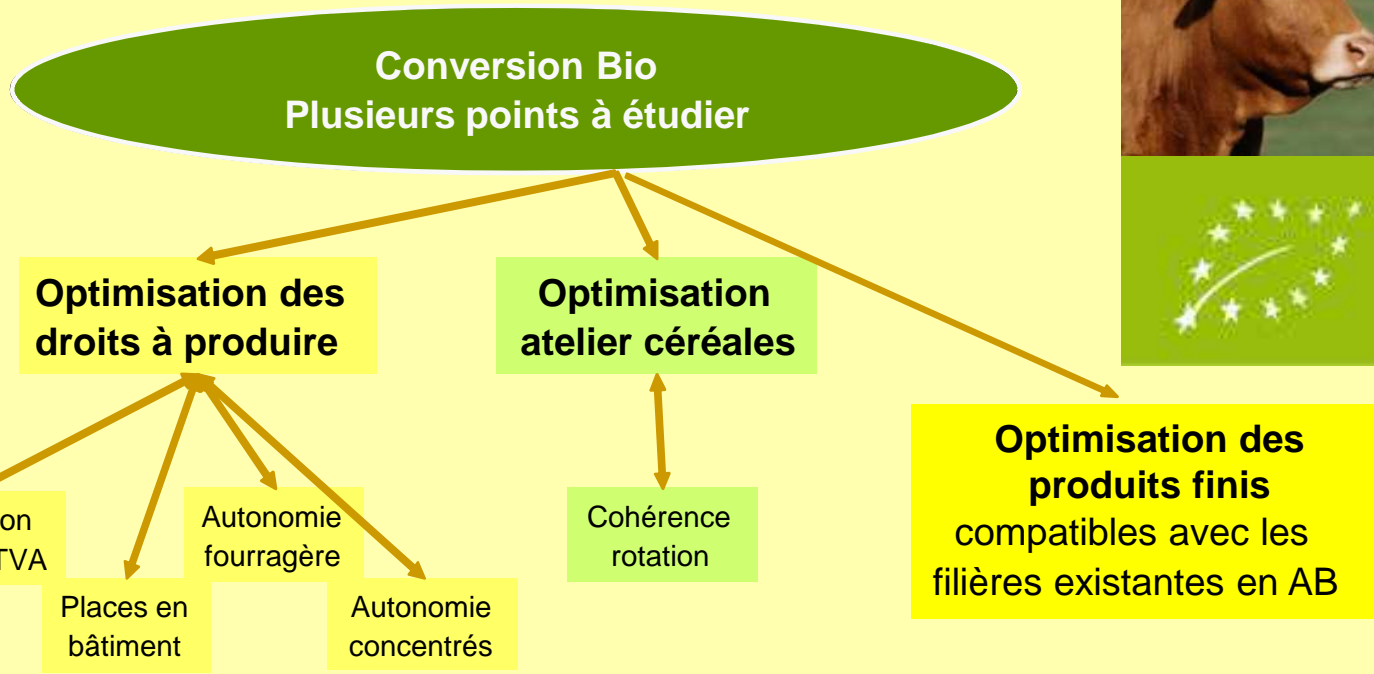 Conversion Bio
Plusieurs points à étudier
Optimisation des
droits à produire
Optimisation
atelier céréales
Optimisation des
produits finis
compatibles avec les
filières existantes en AB
TVA
Places en
bâtiment
Autonomie
fourragère
Autonomie
concentrés
Cohérence
rotation